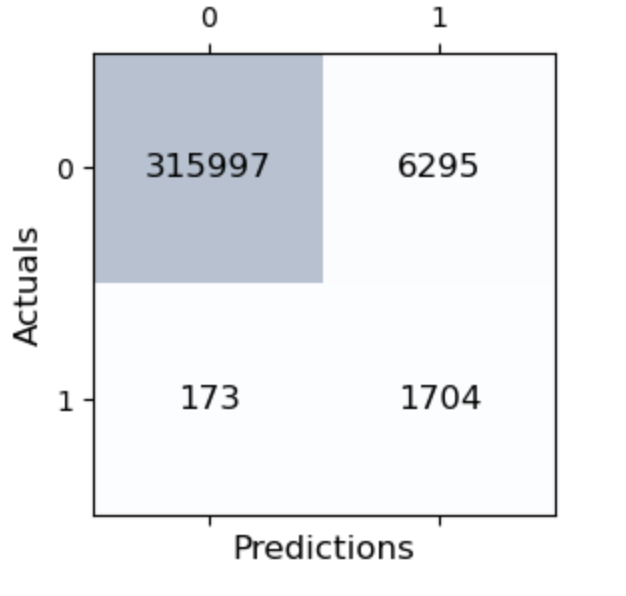 0 1
0 315997 6295
Actuals
1 173 1704
Predictions